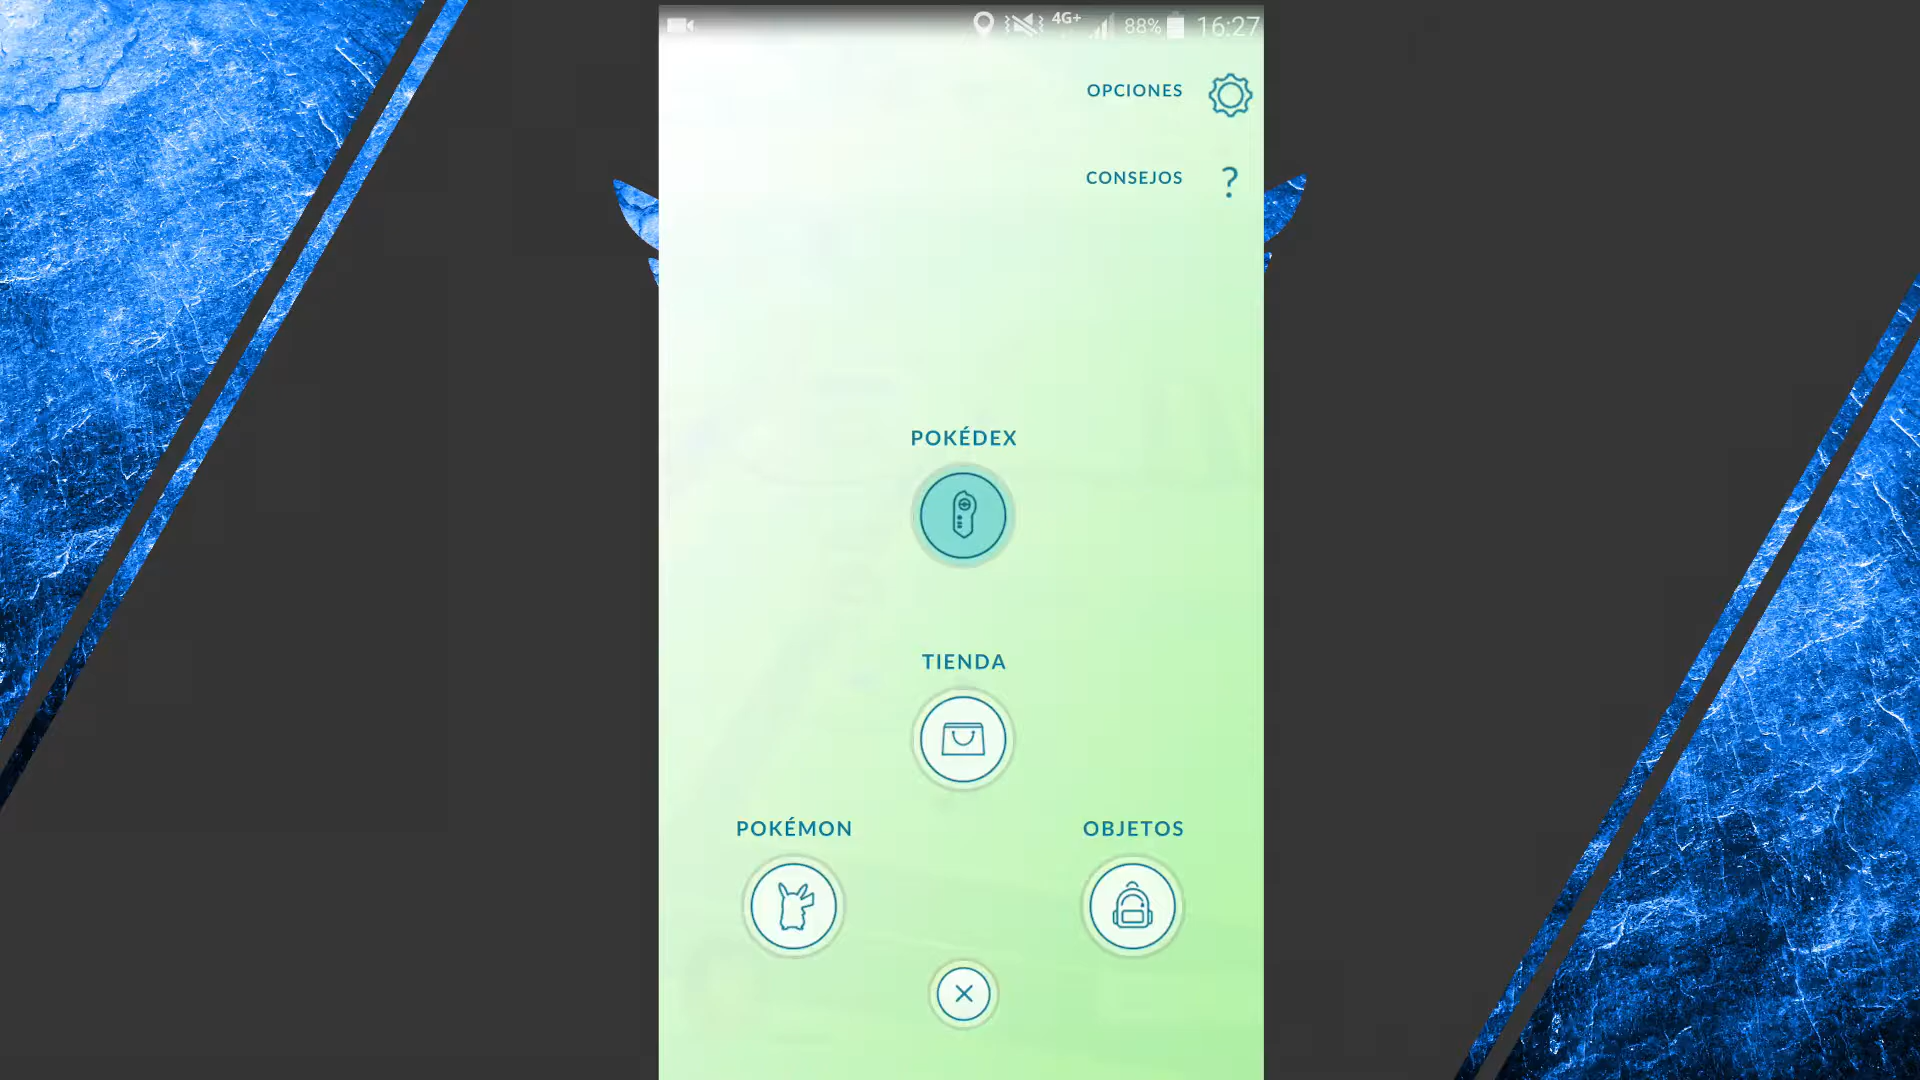 4G+ 88% 16:27
OPCIONES
CONSEJOS ?
POKÉDEX
TIENDA
POKÉMON OBJETOS